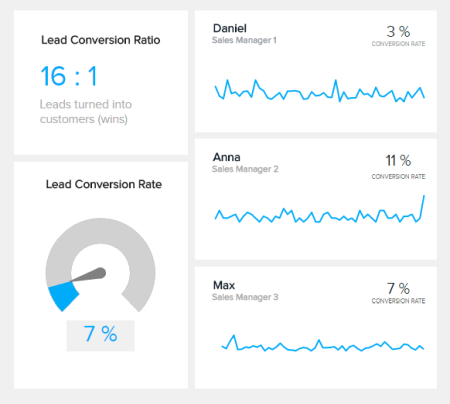 Lead Conversion Ratio
16 : 1
Leads turned into
customers (wins)
Lead Conversion Rate
7 %
Daniel
Sales Manager 1
3 %
CONVERSION RATE
Anna
Sales Manager 2
11 %
CONVERSION RATE
Max
Sales Manager 3
7 %
CONVERSION RATE